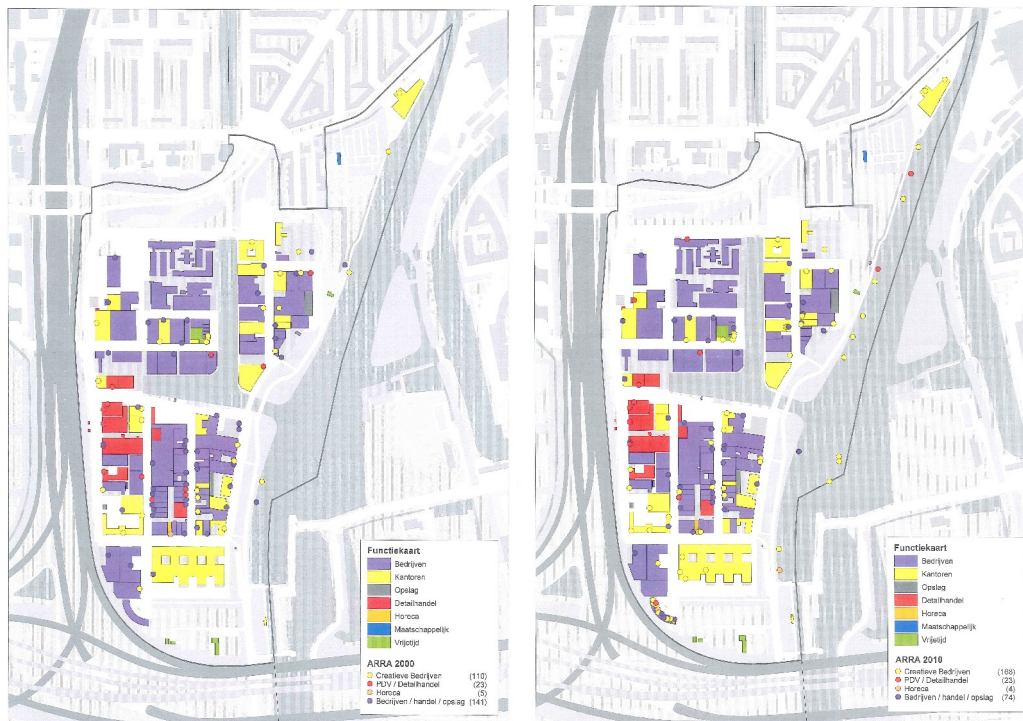 Functiekaart
Bedrijven
Kantoren
Opslag
Detailhandel
Horeca
Maatschappelijk
Vrijetijd
ARRA 2000
Creatieve Bedrijven (110)
PDV / Detailhandel (23)
Horeca (5)
Bedrijven / handel / opslag (141)
Functiekaart
Bedrijven
Kantoren
Opslag
Detailhandel
Horeca
Maatschappelijk
Vrijetijd
ARRA 2010
Creatieve Bedrijven (168)
PDV / Detailhandel (23)
Horeca (4)
Bedrijven / handel / opslag (74)